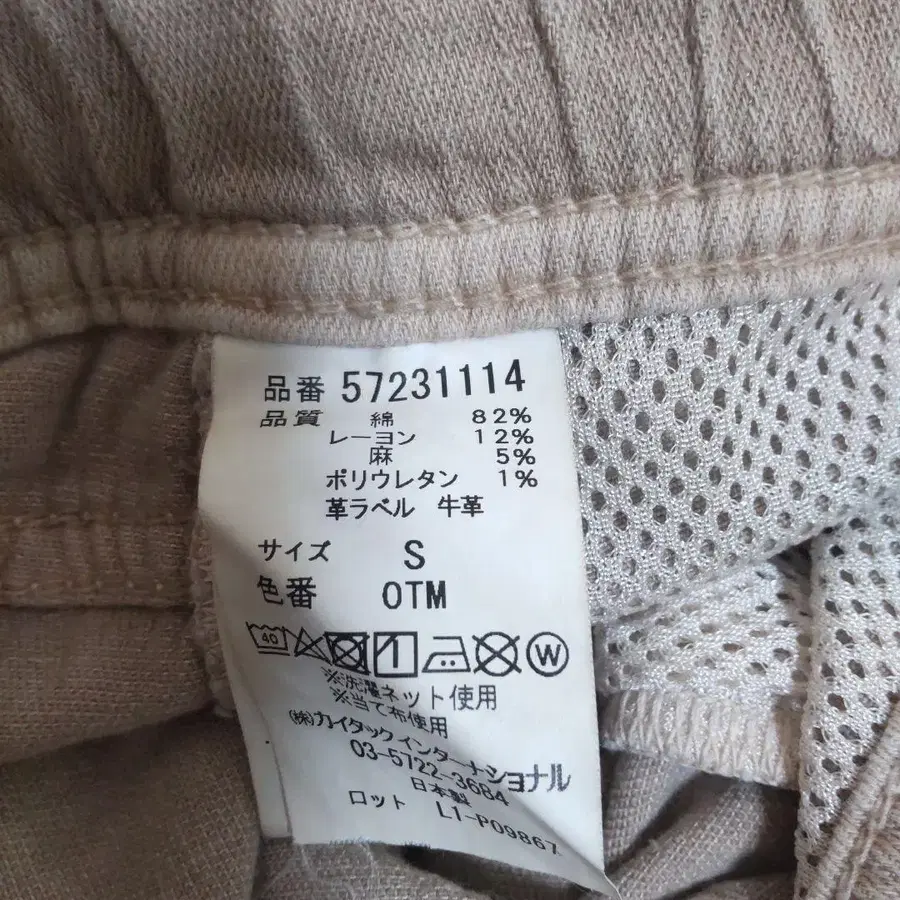 品番 57231114
品質 綿 82%
レーヨン 12%
麻 5%
ポリウレタン 1%
革ラベル 牛革
サイズ S
色番 OTM
40 W
※洗濯ネット使用
※当て布使用
㈱カイタックインターナショナル
03-5722-3684
日本製
ロット L1-P09867